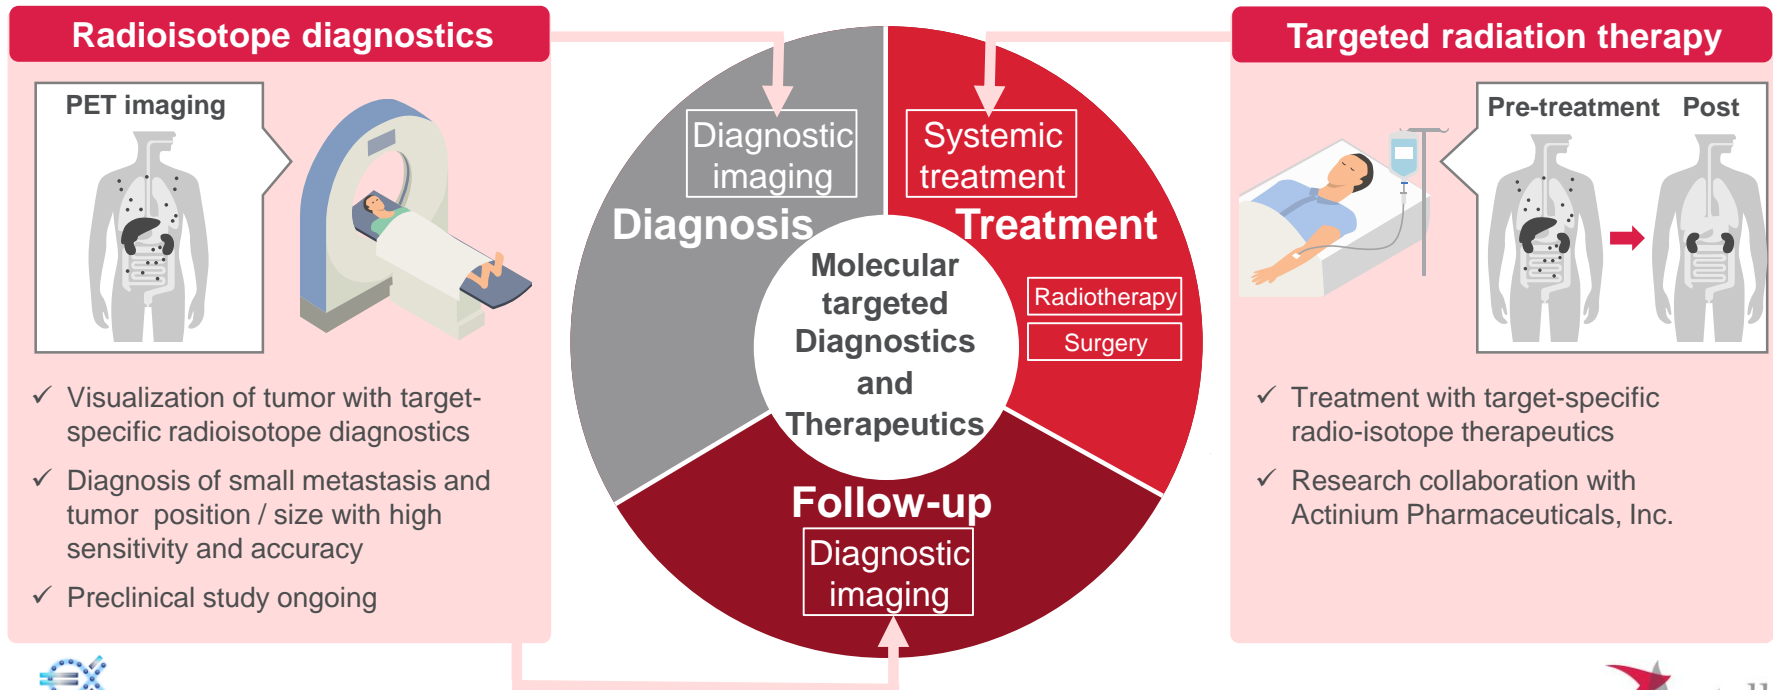 Radioisotope diagnostics
PET imaging
✓ Visualization of tumor with target-
specific radioisotope diagnostics
✓ Diagnosis of small metastasis and
tumor position / size with high
sensitivity and accuracy
✓ Preclinical study ongoing
Diagnostic
imaging
Diagnosis
Systemic
treatment
Treatment
Radiotherapy
Surgery
Molecular
targeted
Diagnostics
and
Therapeutics
Follow-up
Diagnostic
imaging
Targeted radiation therapy
Pre-treatment Post
✓ Treatment with target-specific
radio-isotope therapeutics
✓ Research collaboration with
Actinium Pharmaceuticals, Inc.